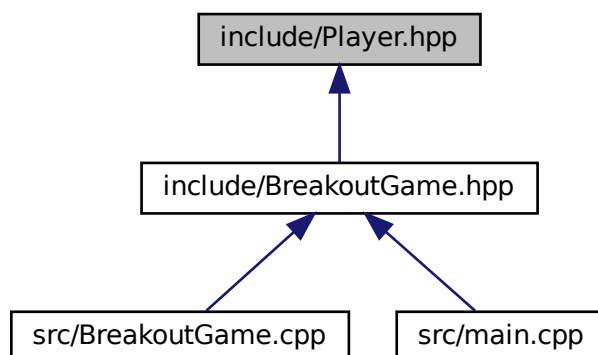 include/Player.hpp
include/BreakoutGame.hpp
src/BreakoutGame.cpp
src/main.cpp